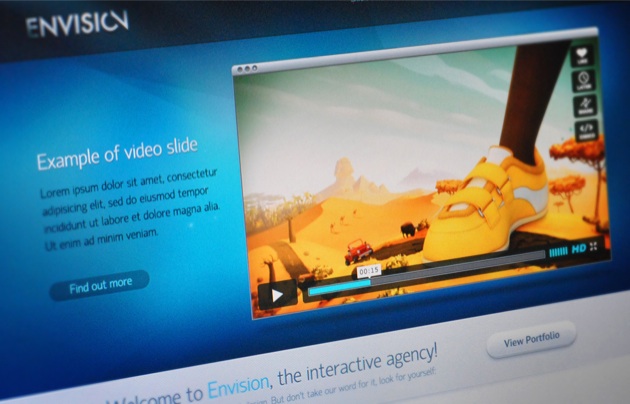 ENVISION
Example of video slide
Lorem ipsum dolor sit amet, consectetur
adipisicing elit, sed do eiusmod tempor
incididunt ut labore et dolore magna alia.
Ut enim ad minim veniam.
Find out more
LIKE
LATER
00:15
HD
View Portfolio
Welcome to Envision, the interactive agency!
But don't take our word for it, look for yourself.